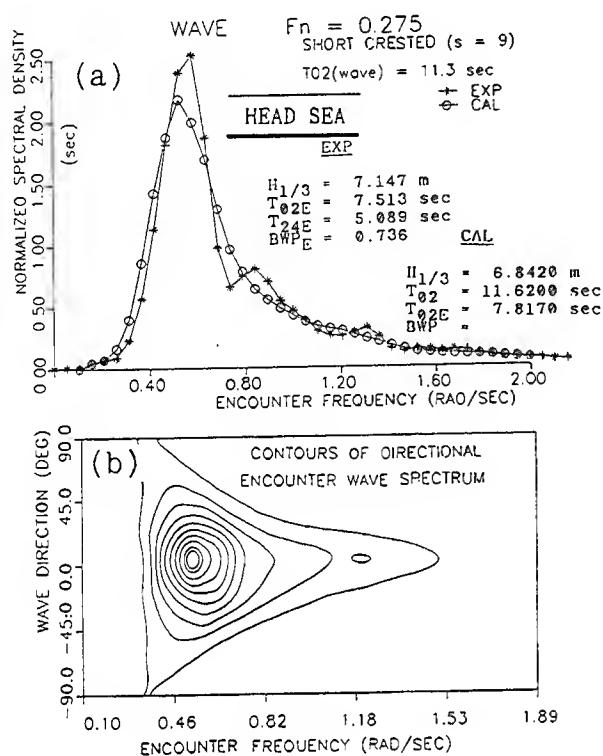 WAVE
Fn = 0.275
SHORT CRESTED (s = 9)
T02(wave) = 11.3 sec
EXP
CAL
(a)
HEAD SEA
EXP
H1/3 = 7.147 m
T02E = 7.513 sec
T24E = 5.089 sec
BWPE = 0.736
CAL
H1/3 = 6.8420 m
T02 = 11.6200 sec
T02E = 7.8170 sec
BWP =
NORMALIZED SPECTRAL DENSITY
(sec)
2.50
2.00
1.50
1.00
0.50
0.00
0.40
0.80
1.20
1.60
2.00
ENCOUNTER FREQUENCY (RAD/SEC)
(b)
CONTOURS OF DIRECTIONAL
ENCOUNTER WAVE SPECTRUM
WAVE DIRECTION (DEG)
90.0
45.0
0.0
-45.0
-90.0
0.10
0.46
0.82
1.18
1.53
1.89
ENCOUNTER FREQUENCY (RAD/SEC)